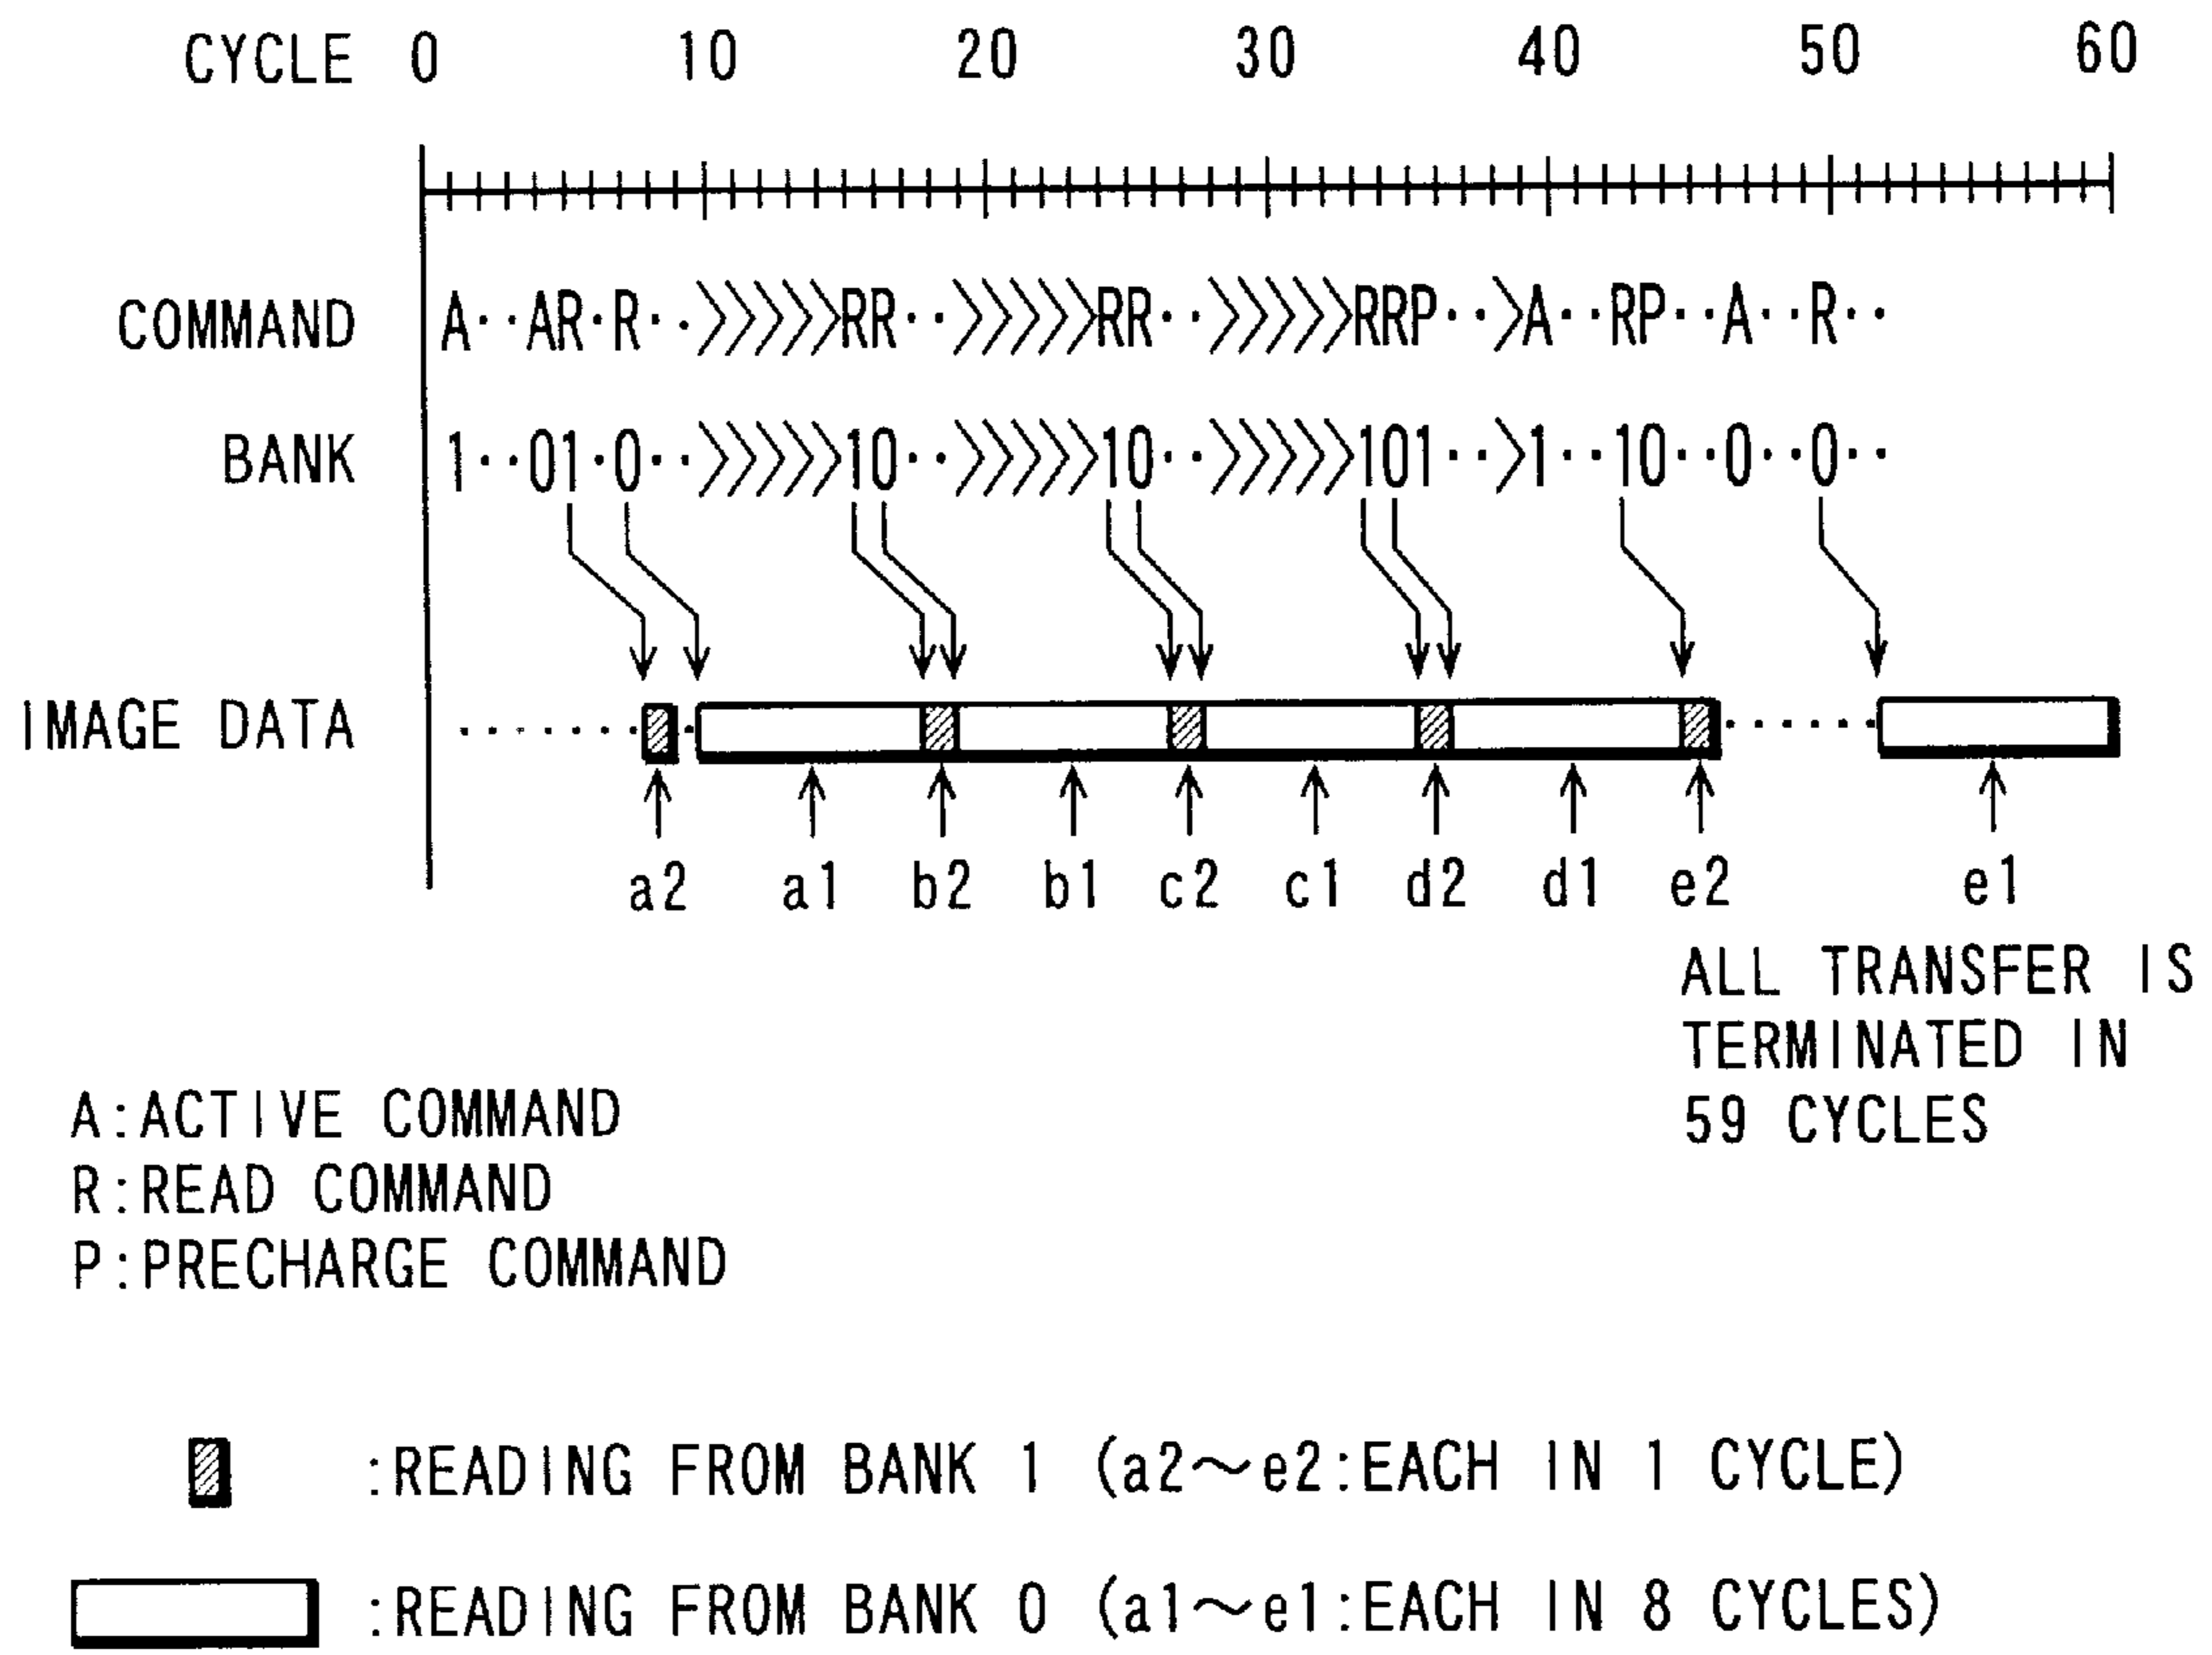 CYCLE 0 10 20 30 40 50 60
COMMAND A··AR·R··>>>>>RR··>>>>>RR··>>>>>RRP··>A··RP··A··R··
BANK 1··01·0··>>>>>10··>>>>>10··>>>>>101··>1··10··0··0··
IMAGE DATA
a2 a1 b2 b1 c2 c1 d2 d1 e2 e1
ALL TRANSFER IS
TERMINATED IN
59 CYCLES
A:ACTIVE COMMAND
R:READ COMMAND
P:PRECHARGE COMMAND
:READING FROM BANK 1 (a2～e2:EACH IN 1 CYCLE)
:READING FROM BANK 0 (a1～e1:EACH IN 8 CYCLES)